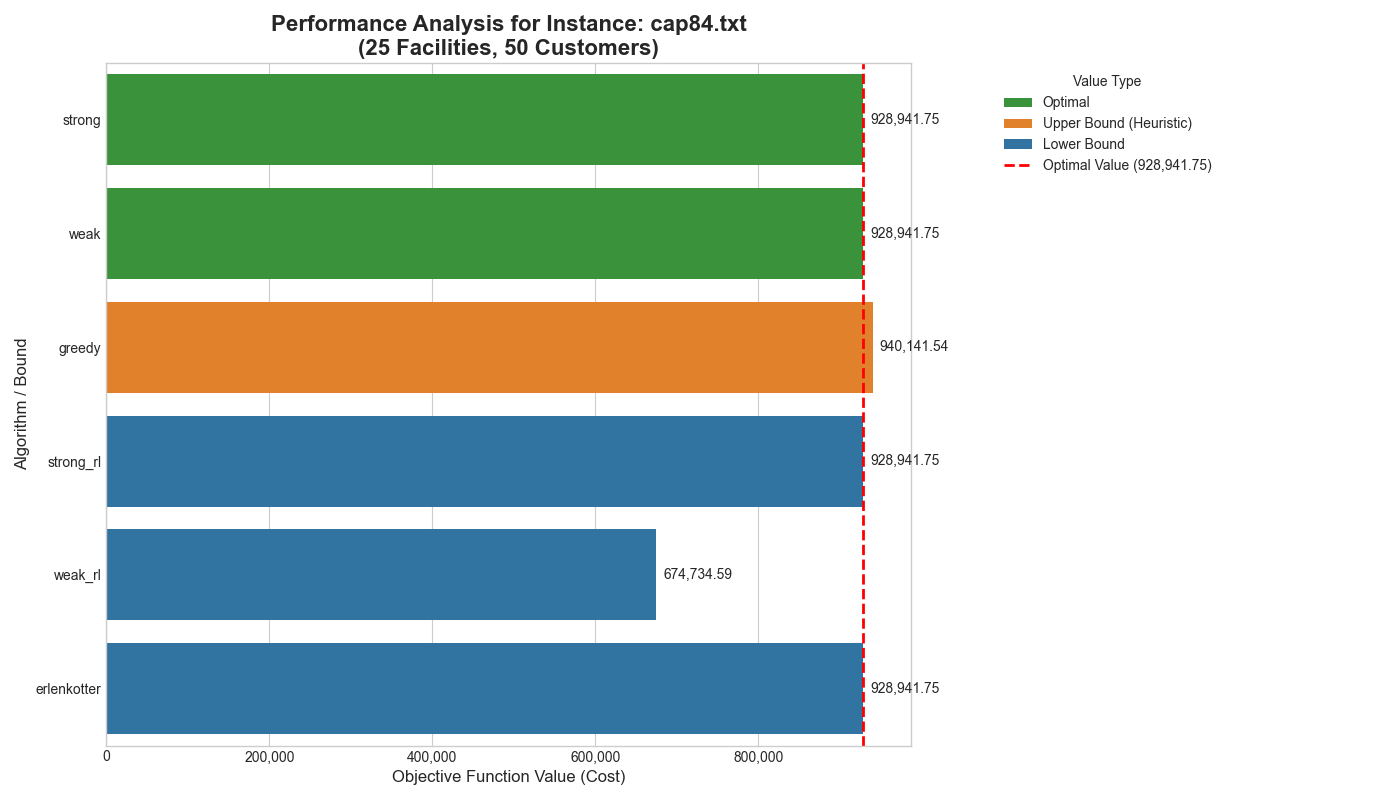 Performance Analysis for Instance: cap84.txt
(25 Facilities, 50 Customers)
Value Type
Optimal
Upper Bound (Heuristic)
Lower Bound
Optimal Value (928,941.75)
Algorithm / Bound
strong
928,941.75
weak
928,941.75
greedy
940,141.54
strong_rl
928,941.75
weak_rl
674,734.59
erlenkotter
928,941.75
0
200,000
400,000
600,000
800,000
Objective Function Value (Cost)